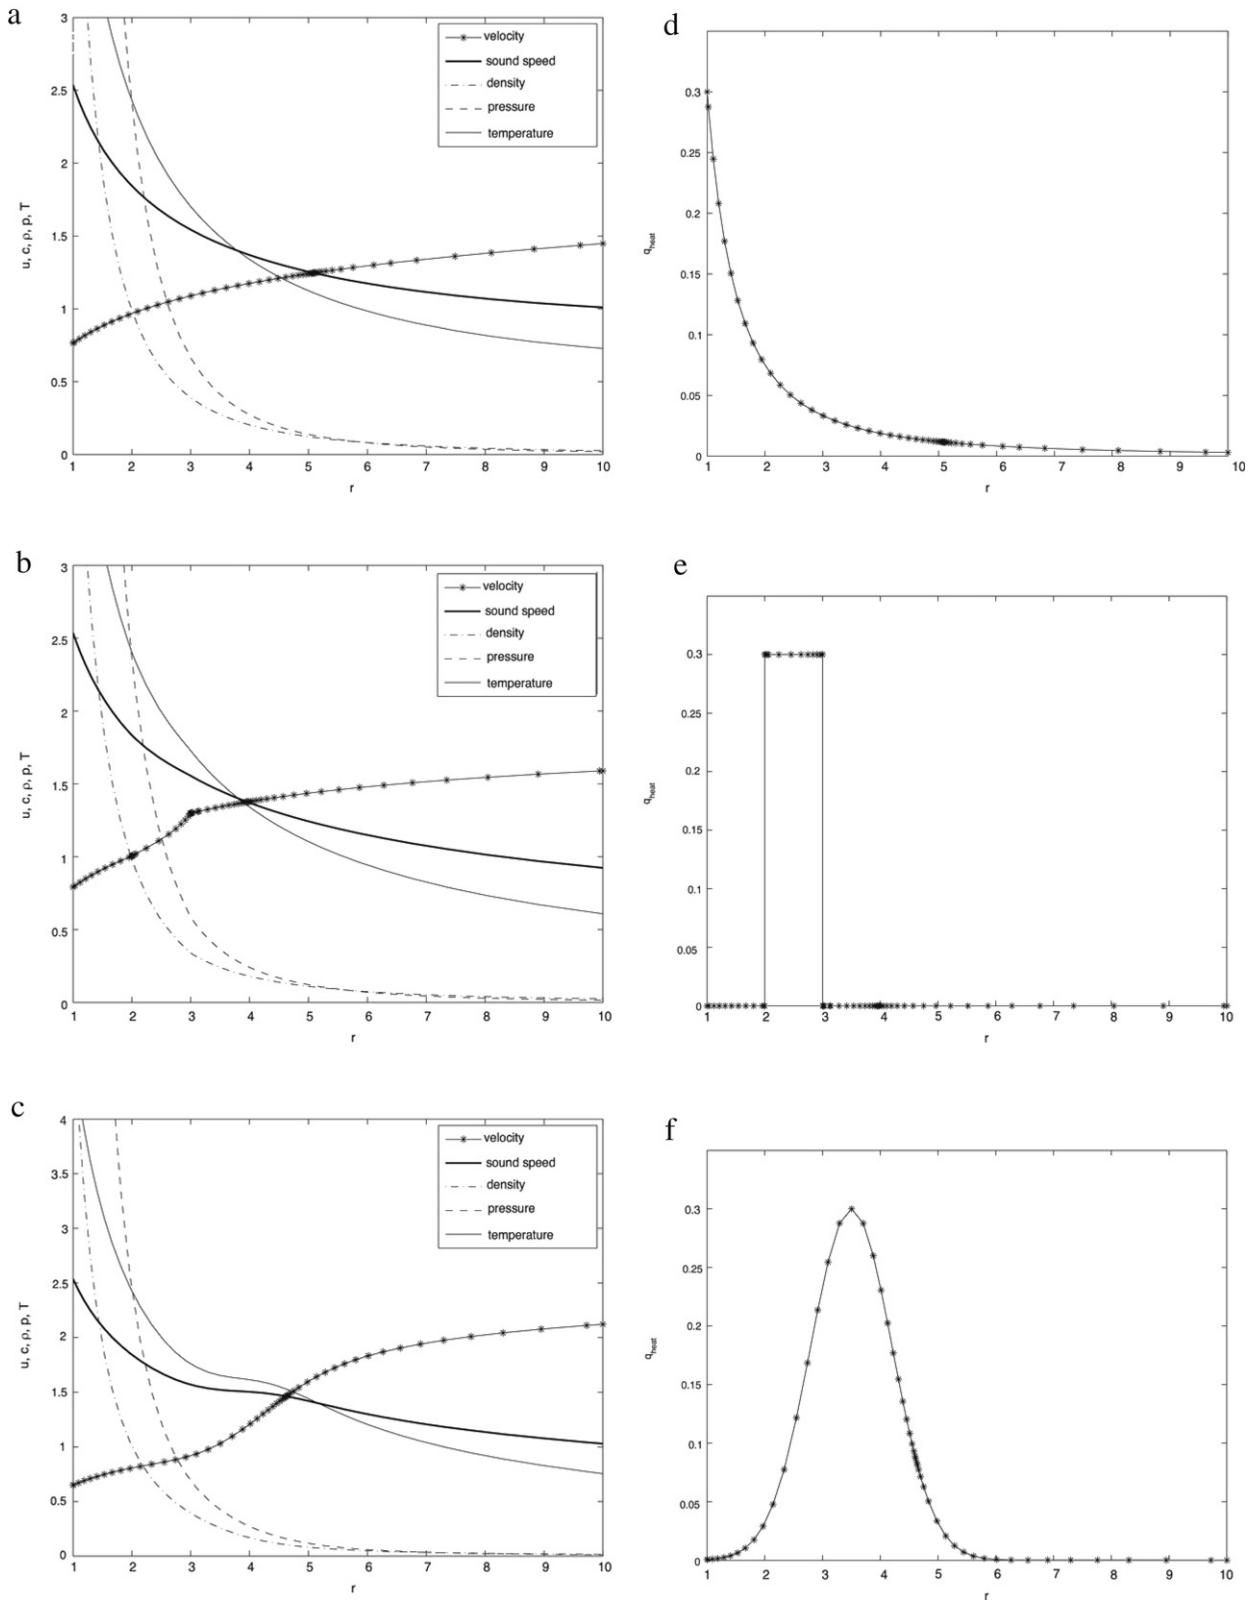 a
3
2.5
2
1.5
1
0.5
0
u, c, ρ, p, T
1 2 3 4 5 6 7 8 9 10
r
velocity
sound speed
density
pressure
temperature
d
0.3
0.25
0.2
0.15
0.1
0.05
0
q_heat
1 2 3 4 5 6 7 8 9 10
r
b
3
2.5
2
1.5
1
0.5
0
u, c, ρ, p, T
1 2 3 4 5 6 7 8 9 10
r
velocity
sound speed
density
pressure
temperature
e
0.3
0.25
0.2
0.15
0.1
0.05
0
q_heat
1 2 3 4 5 6 7 8 9 10
r
c
4
3.5
3
2.5
2
1.5
1
0.5
0
u, c, ρ, p, T
1 2 3 4 5 6 7 8 9 10
r
velocity
sound speed
density
pressure
temperature
f
0.3
0.25
0.2
0.15
0.1
0.05
0
q_heat
1 2 3 4 5 6 7 8 9 10
r